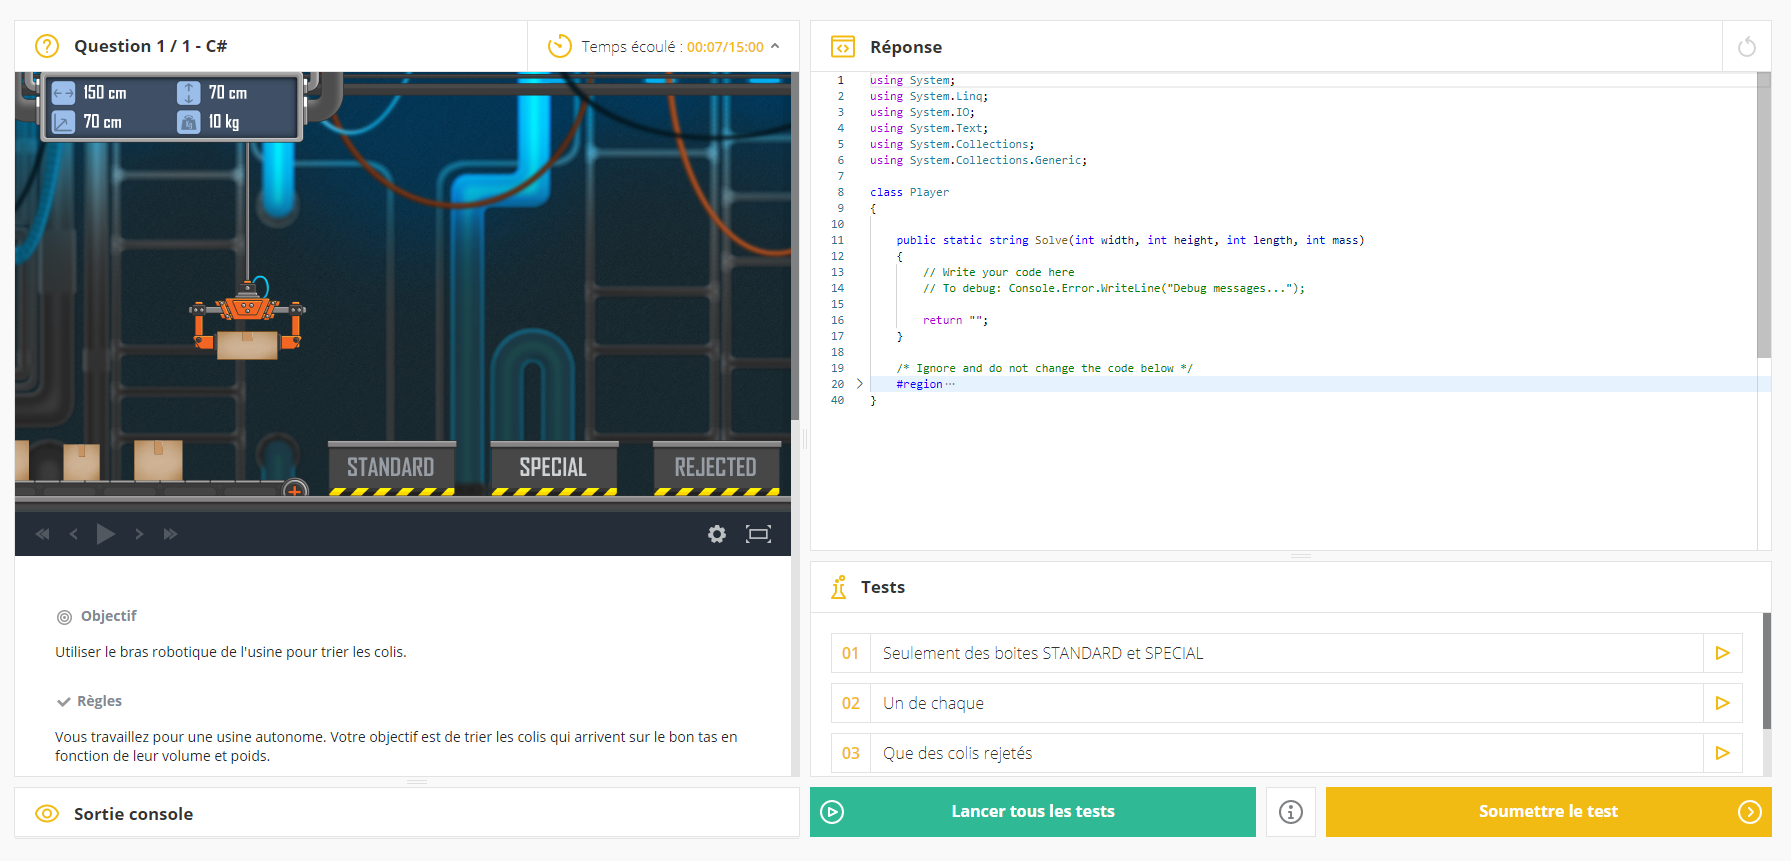 Question 1 / 1 - C#
Temps écoulé : 00:07/15:00
150 cm
70 cm
70 cm
10 kg
STANDARD
SPECIAL
REJECTED
Objectif
Utiliser le bras robotique de l'usine pour trier les colis.
Règles
Vous travaillez pour une usine autonome. Votre objectif est de trier les colis qui arrivent sur le bon tas en
fonction de leur volume et poids.
Sortie console
Réponse
1 using System;
2 using System.Linq;
3 using System.IO;
4 using System.Text;
5 using System.Collections;
6 using System.Collections.Generic;
7
8 class Player
9 {
10
11 public static string Solve(int width, int height, int length, int mass)
12 {
13 // Write your code here
14 // To debug: Console.Error.WriteLine("Debug messages...");
15
16 return "";
17 }
18
19 /* Ignore and do not change the code below */
20 #region ···
40 }
Tests
01 Seulement des boîtes STANDARD et SPECIAL
02 Un de chaque
03 Que des colis rejetés
Lancer tous les tests
Soumettre le test